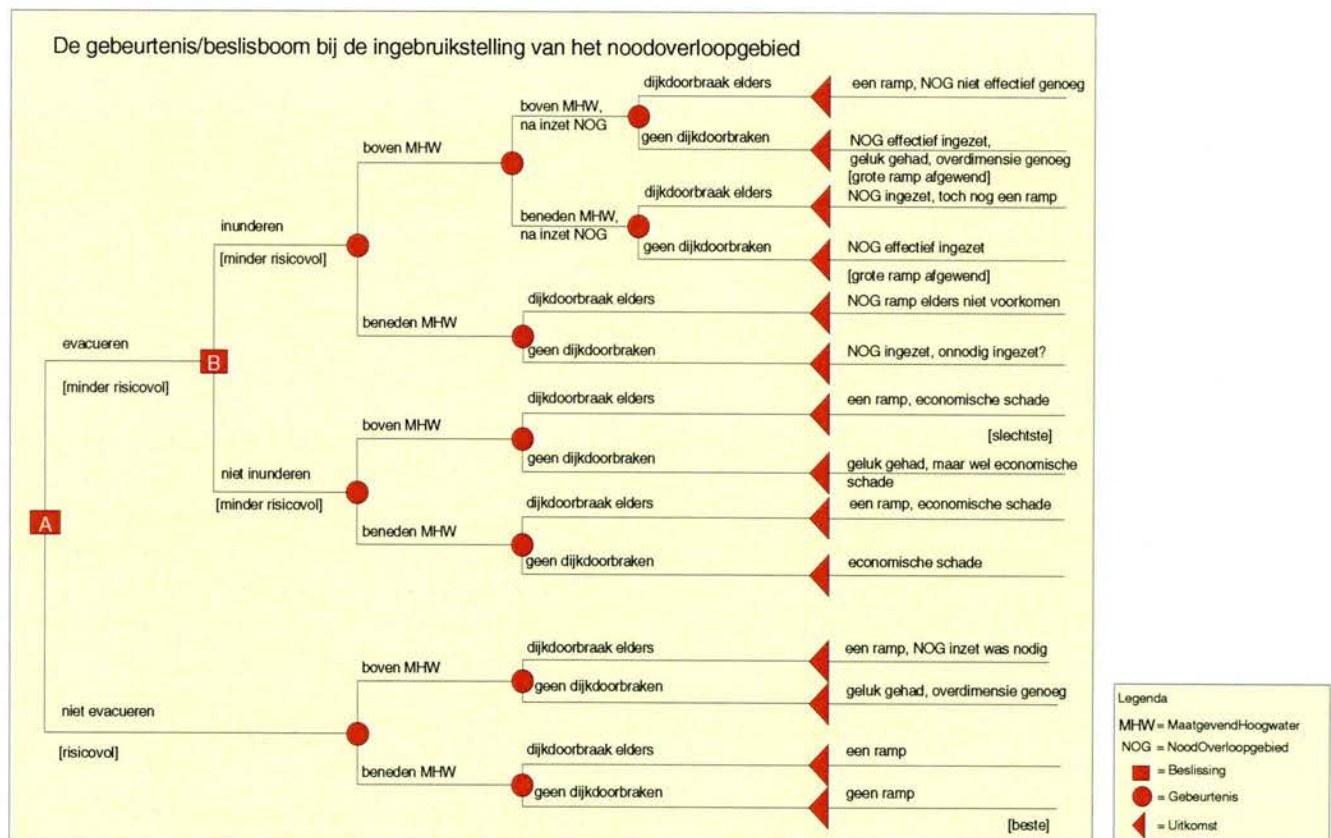 De gebeurtenis/beslisboom bij de ingebruikstelling van het noodoverloopgebied
dijkdoorbraak elders
een ramp, NOG niet effectief genoeg
boven MHW,
na inzet NOG
geen dijkdoorbraken
NOG effectief ingezet,
geluk gehad, overdimensie genoeg
[grote ramp afgewend]
boven MHW
dijkdoorbraak elders
NOG ingezet, toch nog een ramp
beneden MHW,
na inzet NOG
geen dijkdoorbraken
NOG effectief ingezet
[grote ramp afgewend]
inunderen
[minder risicovol]
dijkdoorbraak elders
NOG ramp elders niet voorkomen
beneden MHW
geen dijkdoorbraken
NOG ingezet, onnodig ingezet?
evacueren
B
[minder risicovol]
dijkdoorbraak elders
een ramp, economische schade
[slechtste]
boven MHW
geen dijkdoorbraken
geluk gehad, maar wel economische
schade
niet inunderen
[minder risicovol]
dijkdoorbraak elders
een ramp, economische schade
beneden MHW
geen dijkdoorbraken
economische schade
A
dijkdoorbraak elders
een ramp, NOG inzet was nodig
boven MHW
geen dijkdoorbraken
geluk gehad, overdimensie genoeg
niet evacueren
[risicovol]
dijkdoorbraak elders
een ramp
beneden MHW
geen dijkdoorbraken
geen ramp
[beste]
Legenda
MHW = MaatgevendHoogwater
NOG = NoodOverloopgebied
= Beslissing
= Gebeurtenis
= Uitkomst